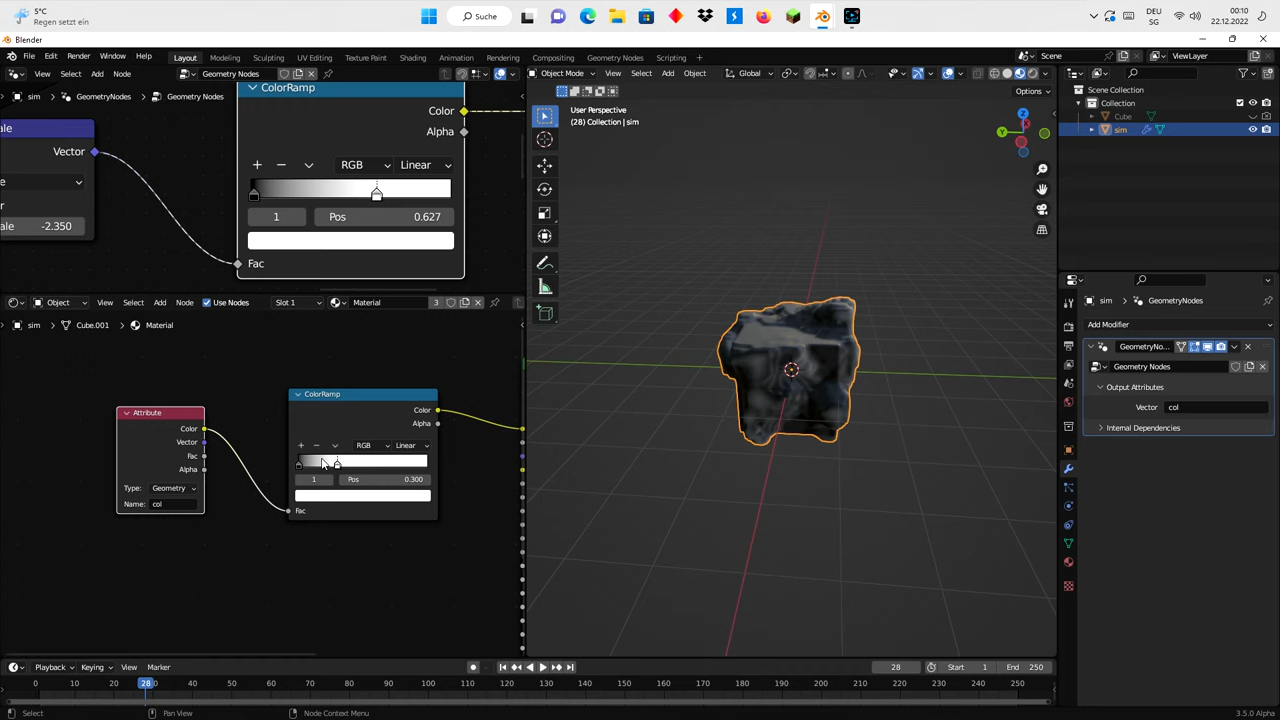 5°C
Regen setzt ein
Suche
DEU
SG
00:10
22.12.2022
Blender
File Edit Render Window Help
Layout Modeling Sculpting UV Editing Texture Paint Shading Animation Rendering Compositing Geometry Nodes Scripting +
Scene
ViewLayer
View Select Add Node
Geometry Nodes
Object Mode View Select Add Object
Global
sim GeometryNodes Geometry Nodes
Options
Scene Collection
Collection
Cube
sim
ColorRamp
Color
Alpha
RGB Linear
1 Pos 0.627
Fac
ale
Vector
ale -2.350
User Perspective
(28) Collection | sim
Y
Z
Object View Select Add Node Use Nodes Slot 1 Material 3
sim Cube.001 Material
Attribute
Color
Vector
Fac
Alpha
Type: Geometry
Name: col
ColorRamp
Color
Alpha
RGB Linear
1 Pos 0.300
Fac
sim GeometryNodes
Add Modifier
GeometryNo...
Geometry Nodes
Output Attributes
Vector col
Internal Dependencies
Playback Keying View Marker
28 Start 1 End 250
0 10 20 28 30 40 50 60 70 80 90 100 110 120 130 140 150 160 170 180 190 200 210 220 230 240 250
Select Pan View Node Context Menu
3.5.0 Alpha